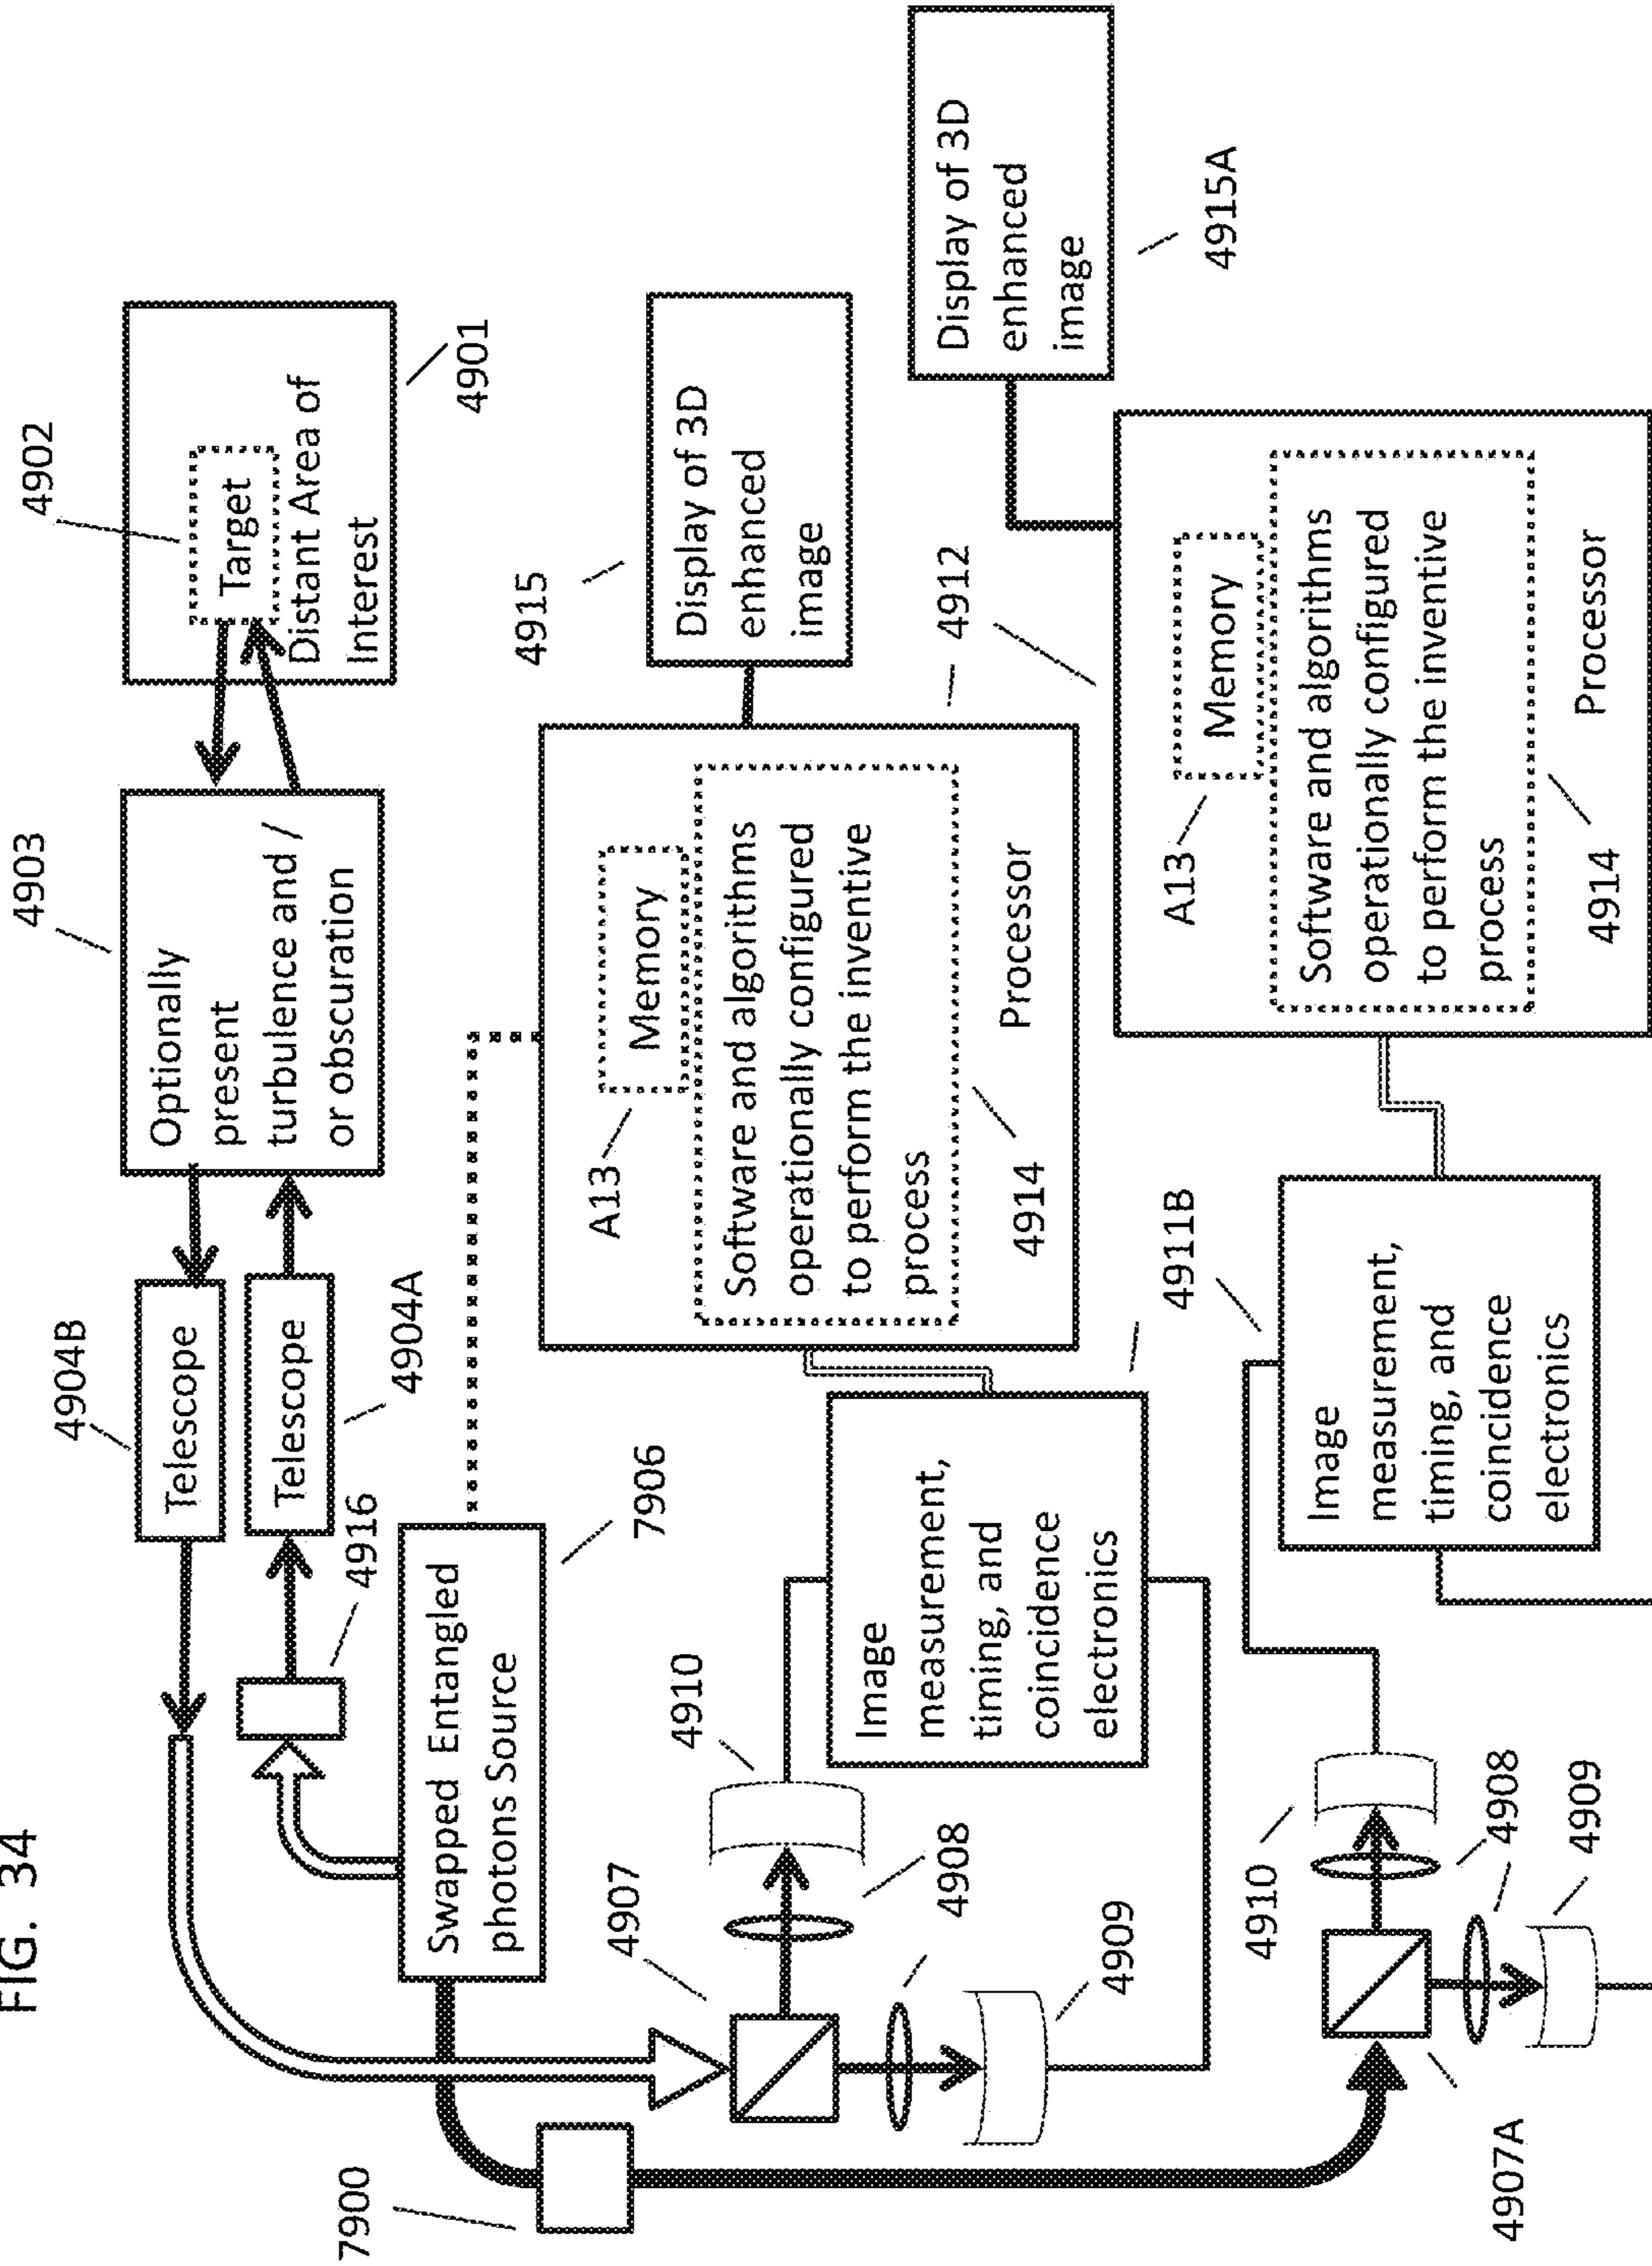 FIG. 34
4902
4901
Target
Distant Area of
Interest
4903
Optionally
present
turbulence and /
or obscuration
4904B
Telescope
Telescope
4904A
4916
Swapped Entangled
photons Source
7906
4915
Display of 3D
enhanced
image
4912
A13
Memory
Software and algorithms
operationally configured
to perform the inventive
process
Processor
4914
4911B
Image
measurement,
timing, and
coincidence
electronics
4910
4907
4908
4909
7900
4915A
Display of 3D
enhanced
image
A13
Memory
Software and algorithms
operationally configured
to perform the inventive
process
Processor
4914
Image
measurement,
timing, and
coincidence
electronics
4910
4908
4909
4907A